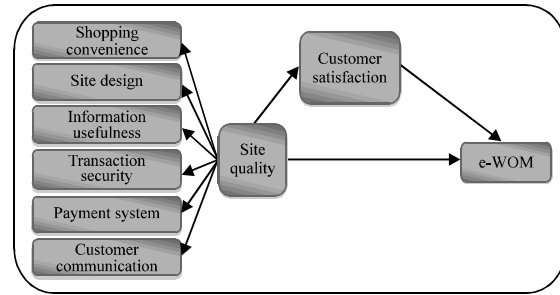 Shopping
convenience
Site design
Information
usefulness
Transaction
security
Payment system
Customer
communication
Site
quality
Customer
satisfaction
e-WOM